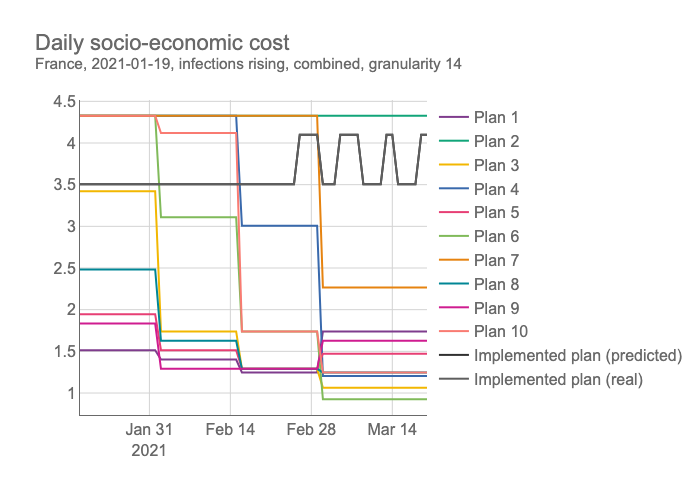 Daily socio-economic cost
France, 2021-01-19, infections rising, combined, granularity 14
4.5
4
3.5
3
2.5
2
1.5
1
Jan 31
2021
Feb 14
Feb 28
Mar 14
Plan 1
Plan 2
Plan 3
Plan 4
Plan 5
Plan 6
Plan 7
Plan 8
Plan 9
Plan 10
Implemented plan (predicted)
Implemented plan (real)